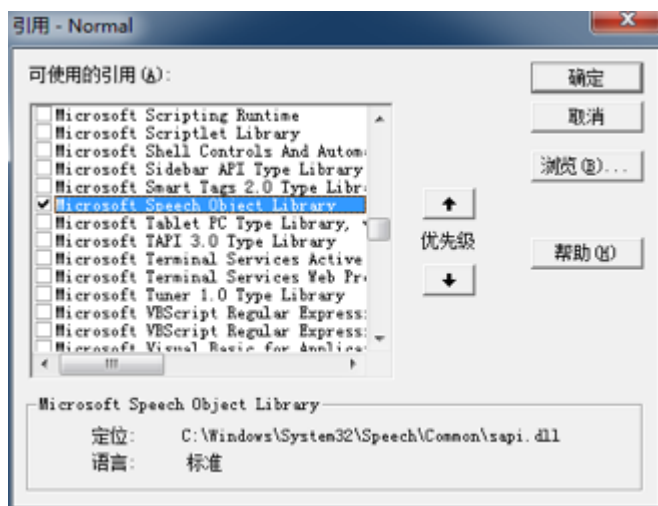 引用 - Normal
可使用的引用(A):
确定
Microsoft Scripting Runtime
Microsoft Scriptlet Library
取消
Microsoft Shell Controls And Autom
Microsoft Sidebar API Type Library
浏览(B)...
Microsoft Smart Tags 2.0 Type Libr
Microsoft Speech Object Library
Microsoft Tablet PC Type Library,
Microsoft TAPI 3.0 Type Library
优先级
Microsoft Terminal Services Active
帮助(H)
Microsoft Terminal Services Web Pr
Microsoft Tuner 1.0 Type Library
Microsoft VBScript Regular Express
Microsoft VBScript Regular Express
Microsoft Visual Basic for Applica
Microsoft Speech Object Library
定位: C:\Windows\System32\Speech\Common\sapi.dll
语言: 标准